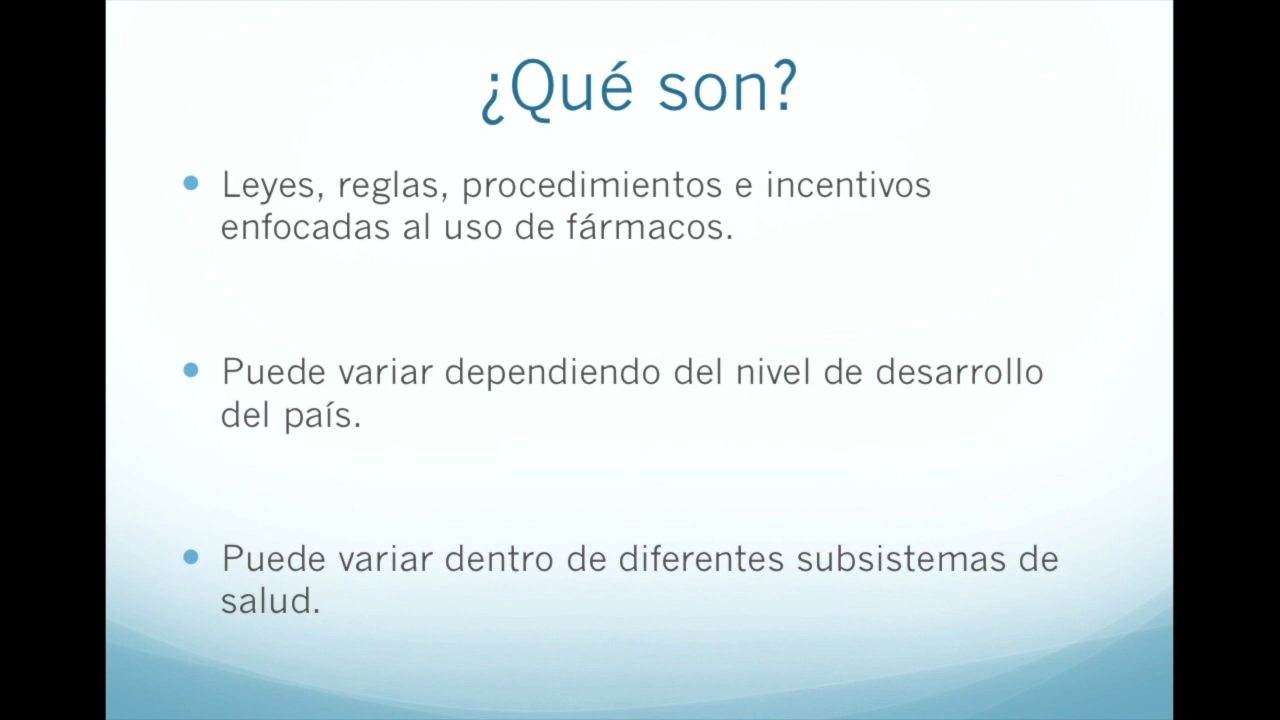 ¿Qué son?
Leyes, reglas, procedimientos e incentivos
enfocadas al uso de fármacos.
Puede variar dependiendo del nivel de desarrollo
del país.
Puede variar dentro de diferentes subsistemas de
salud.